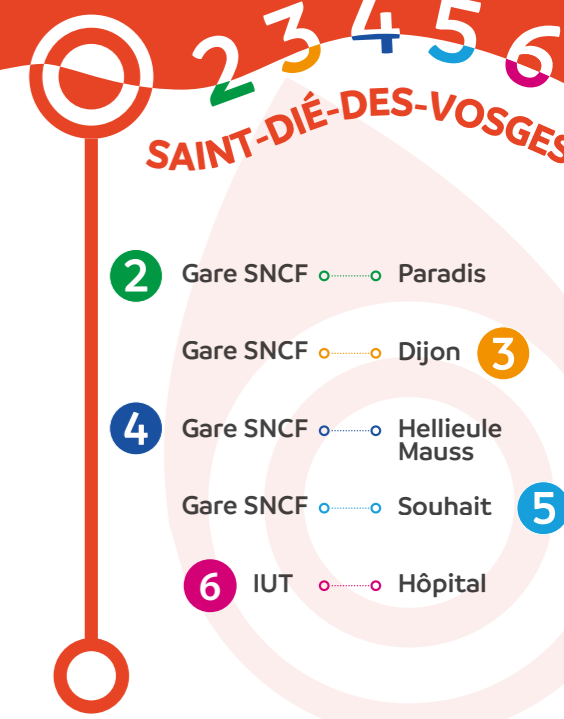 2 3 4 5 6
SAINT-DIÉ-DES-VOSGES
2 Gare SNCF Paradis
Gare SNCF Dijon 3
4 Gare SNCF Hellieule
Mauss
Gare SNCF Souhait 5
6 IUT Hôpital